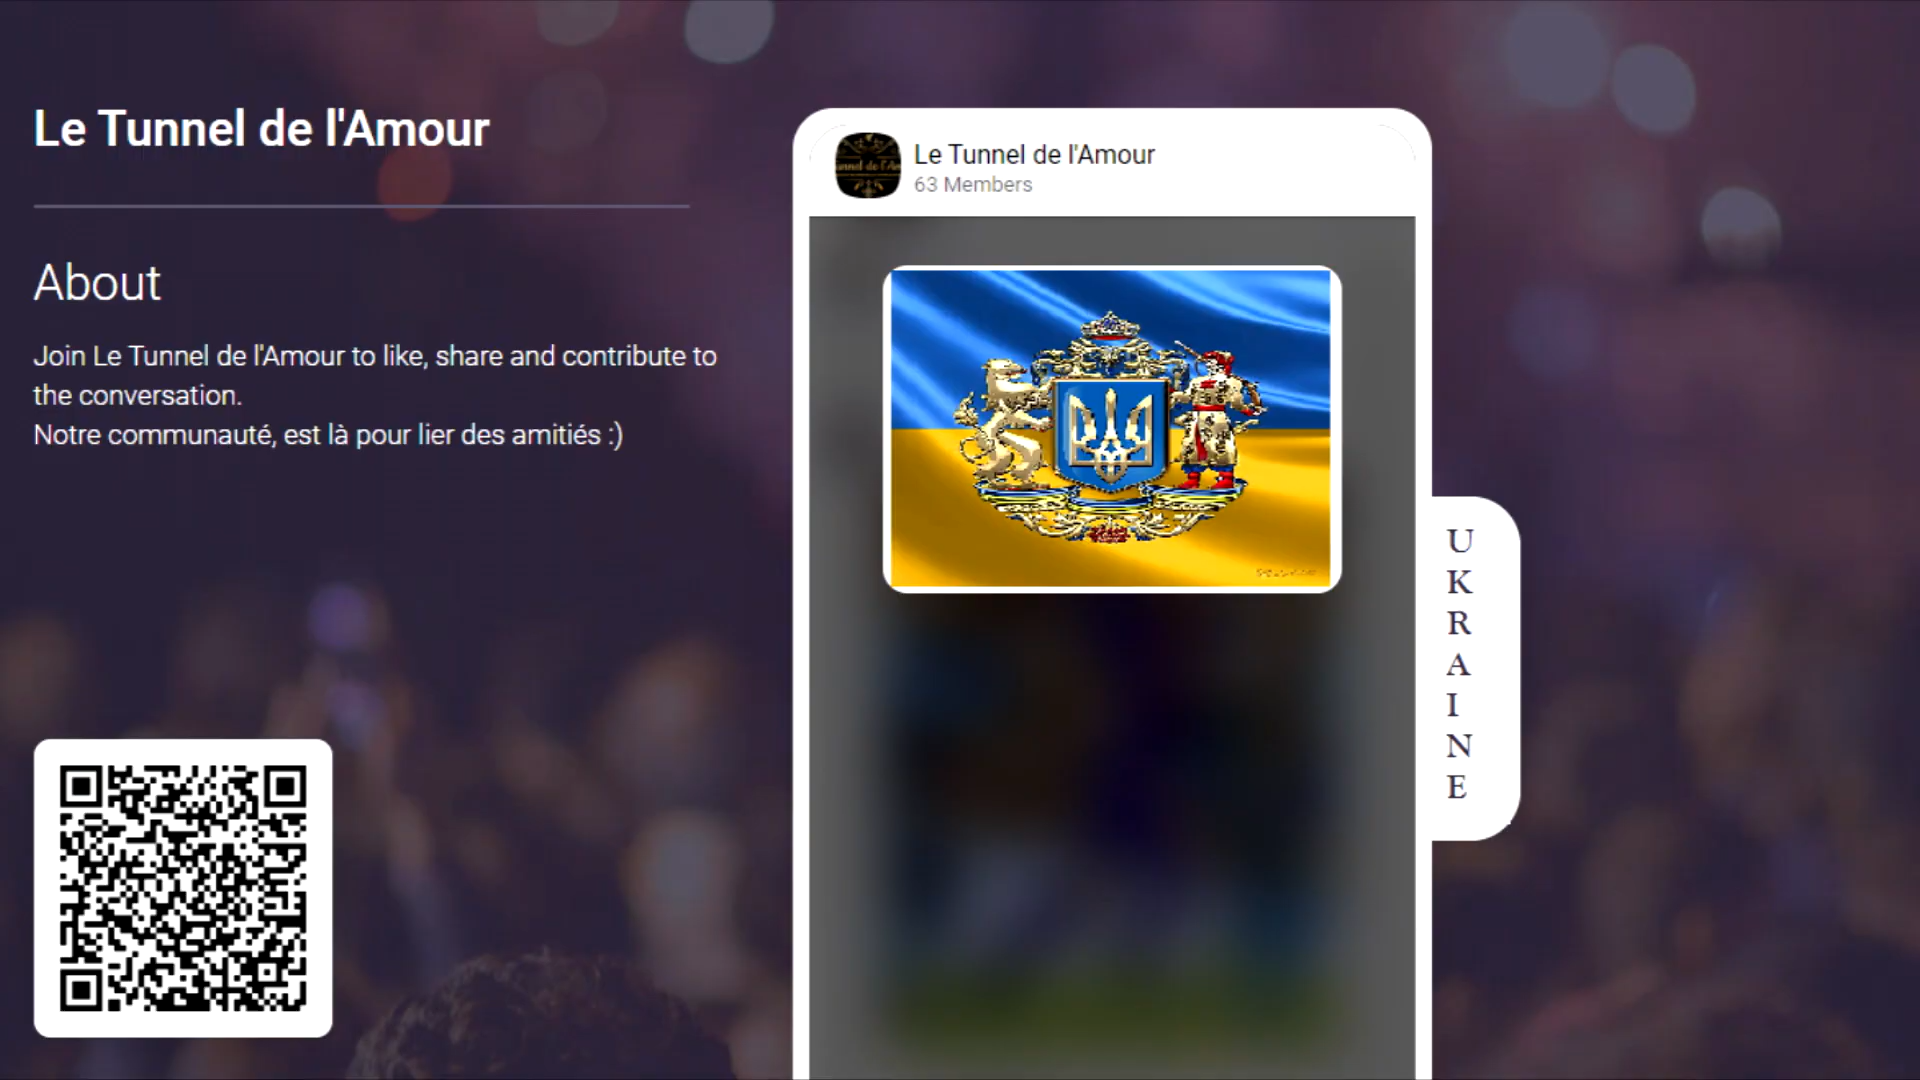 Le Tunnel de l'Amour
About
Join Le Tunnel de l'Amour to like, share and contribute to
the conversation.
Notre communauté, est là pour lier des amitiés :)
Le Tunnel de l'Amour
63 Members
U
K
R
A
I
N
E